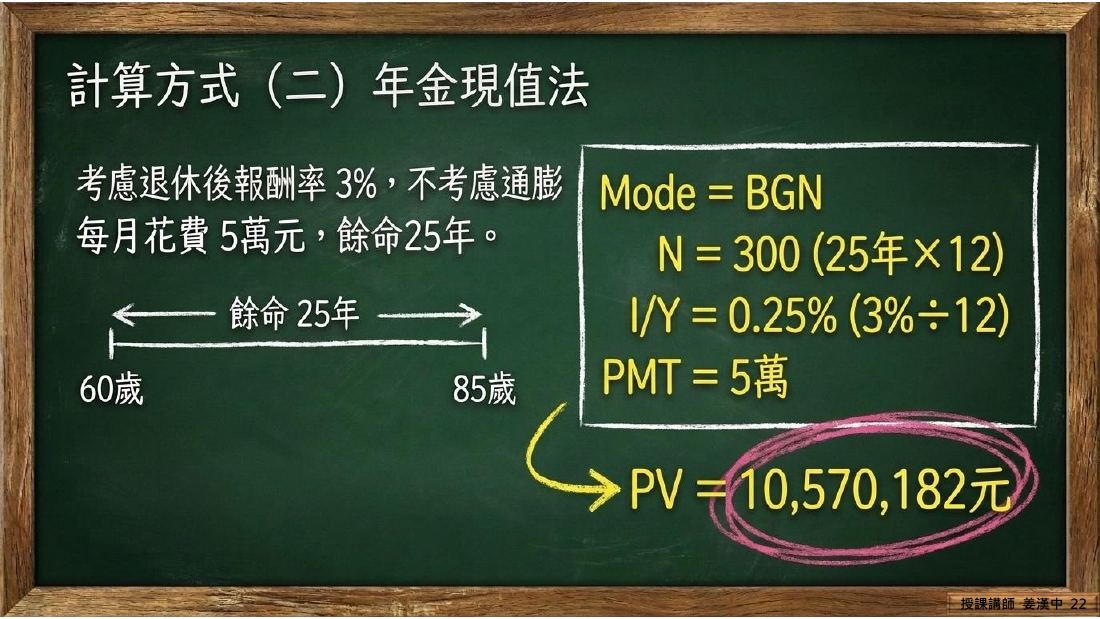 計算方式（二）年金現值法
考慮退休後報酬率 3%，不考慮通膨
每月花費 5萬元，餘命25年。
餘命 25年
60歲
85歲
Mode = BGN
N = 300 (25年×12)
I/Y = 0.25% (3%÷12)
PMT = 5萬
PV = 10,570,182元
授課講師 姜漢中 22